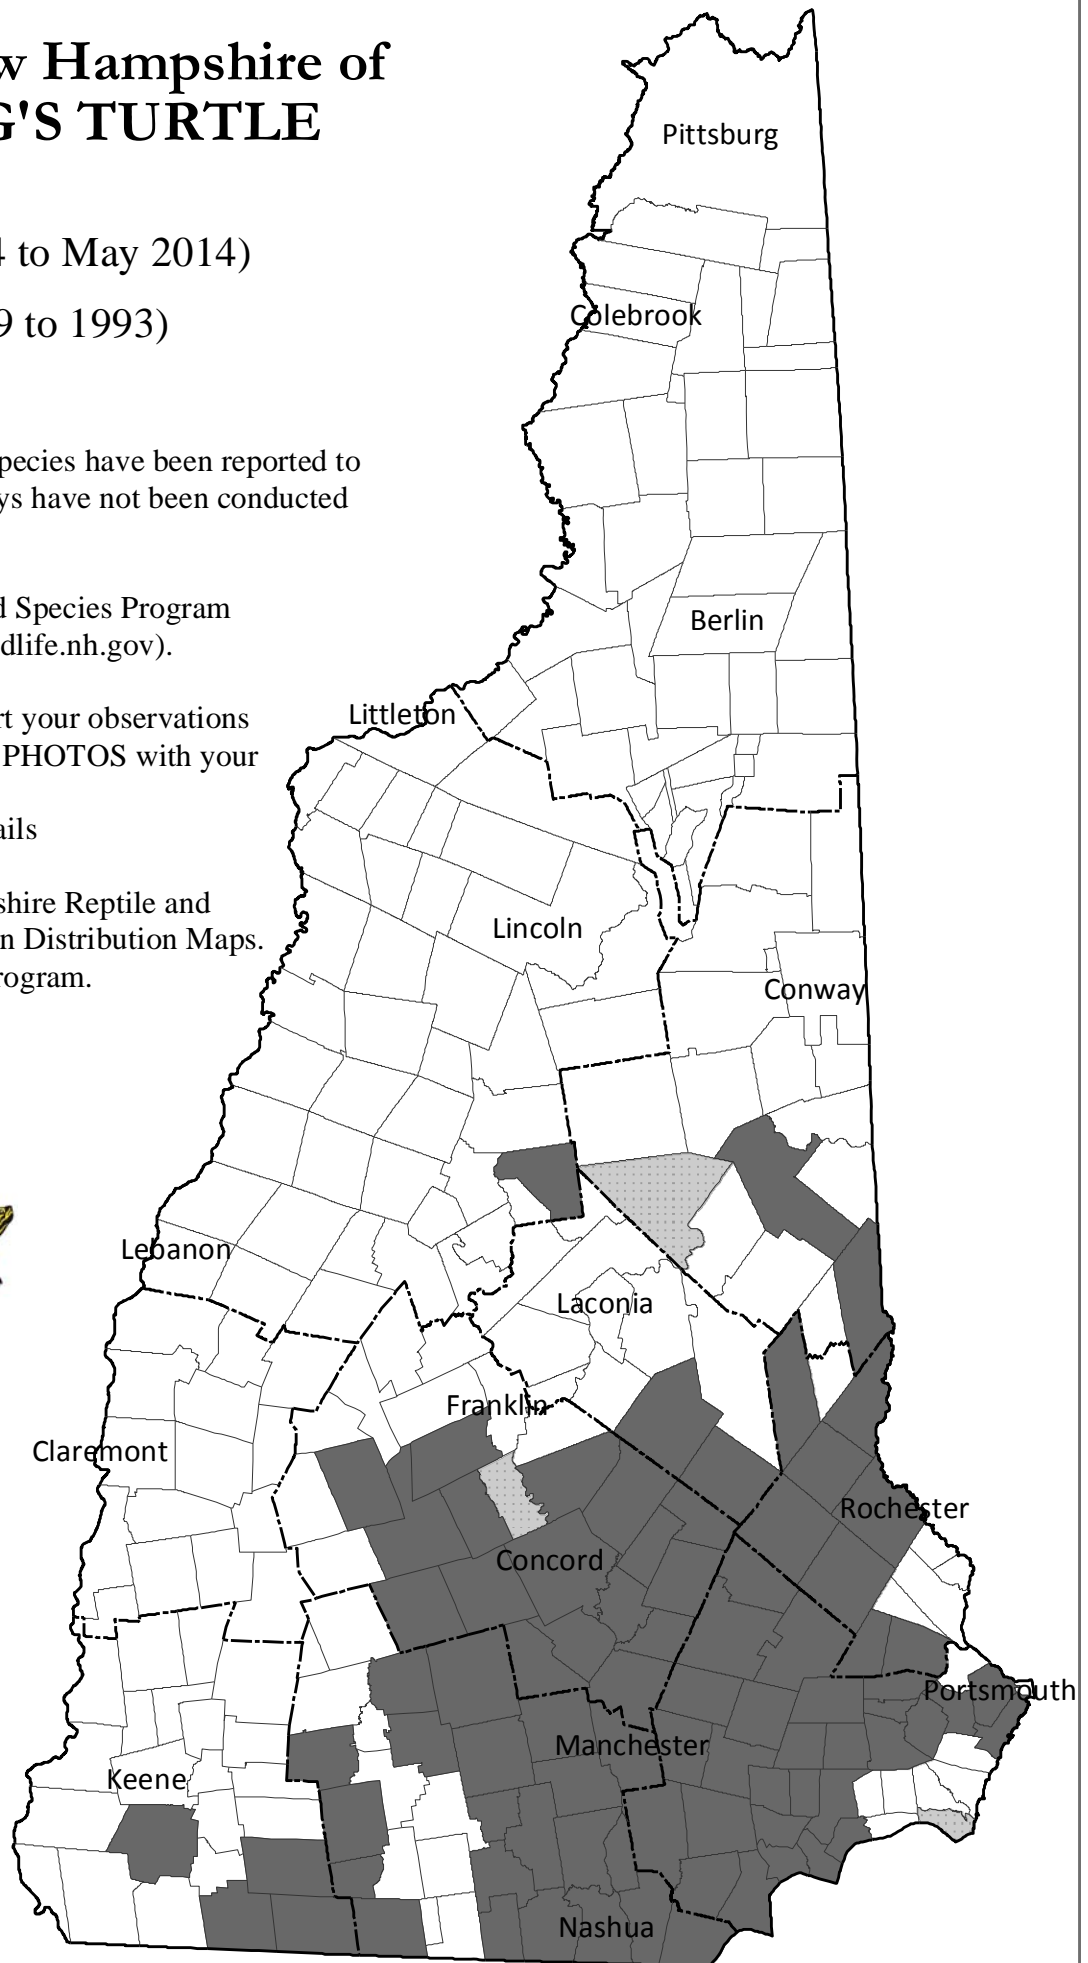 w Hampshire of
G'S TURTLE
4 to May 2014)
9 to 1993)
pecies have been reported to
ys have not been conducted
d Species Program
dlife.nh.gov).
rt your observations
PHOTOS with your
ails
shire Reptile and
n Distribution Maps.
rogram.
Pittsburg
Colebrook
Berlin
Littleton
Lincoln
Conway
Lebanon
Laconia
Franklin
Claremont
Rochester
Concord
Portsmouth
Manchester
Keene
Nashua